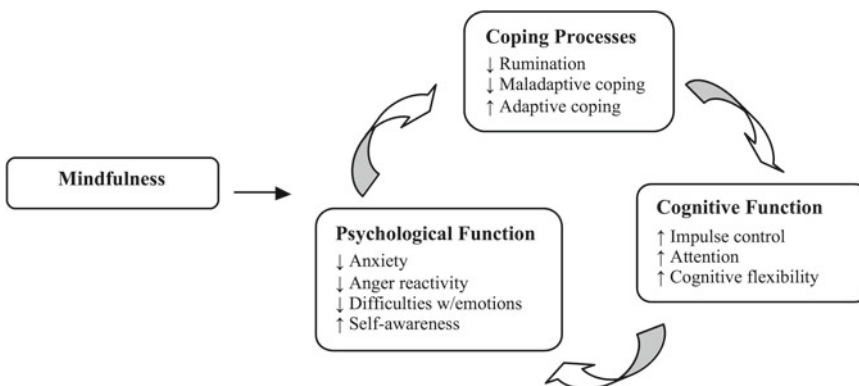 Coping Processes
↓ Rumination
↓ Maladaptive coping
↑ Adaptive coping
Mindfulness
Psychological Function
↓ Anxiety
↓ Anger reactivity
↓ Difficulties w/emotions
↑ Self-awareness
Cognitive Function
↑ Impulse control
↑ Attention
↑ Cognitive flexibility